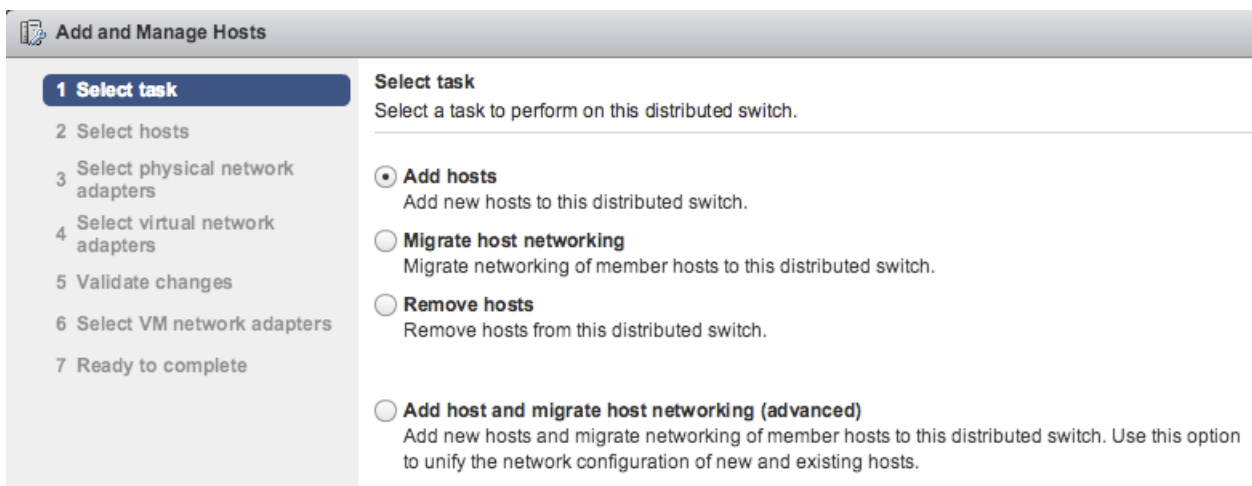 Add and Manage Hosts
1 Select task
2 Select hosts
3 Select physical network
adapters
4 Select virtual network
adapters
5 Validate changes
6 Select VM network adapters
7 Ready to complete
Select task
Select a task to perform on this distributed switch.
Add hosts
Add new hosts to this distributed switch.
Migrate host networking
Migrate networking of member hosts to this distributed switch.
Remove hosts
Remove hosts from this distributed switch.
Add host and migrate host networking (advanced)
Add new hosts and migrate networking of member hosts to this distributed switch. Use this option
to unify the network configuration of new and existing hosts.